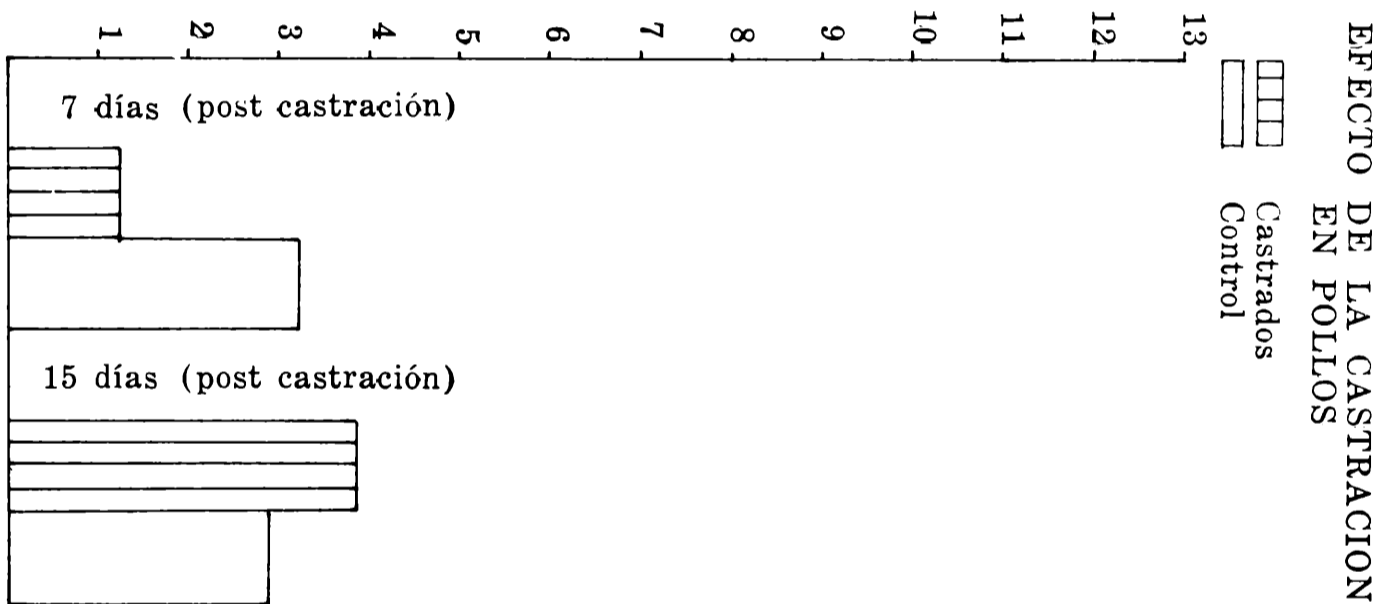 EFECTO DE LA CASTRACION
EN POLLOS
Castrados
Control
13
12
11
10
9
8
7
6
5
4
3
2
1
7 días (post castración)
15 días (post castración)